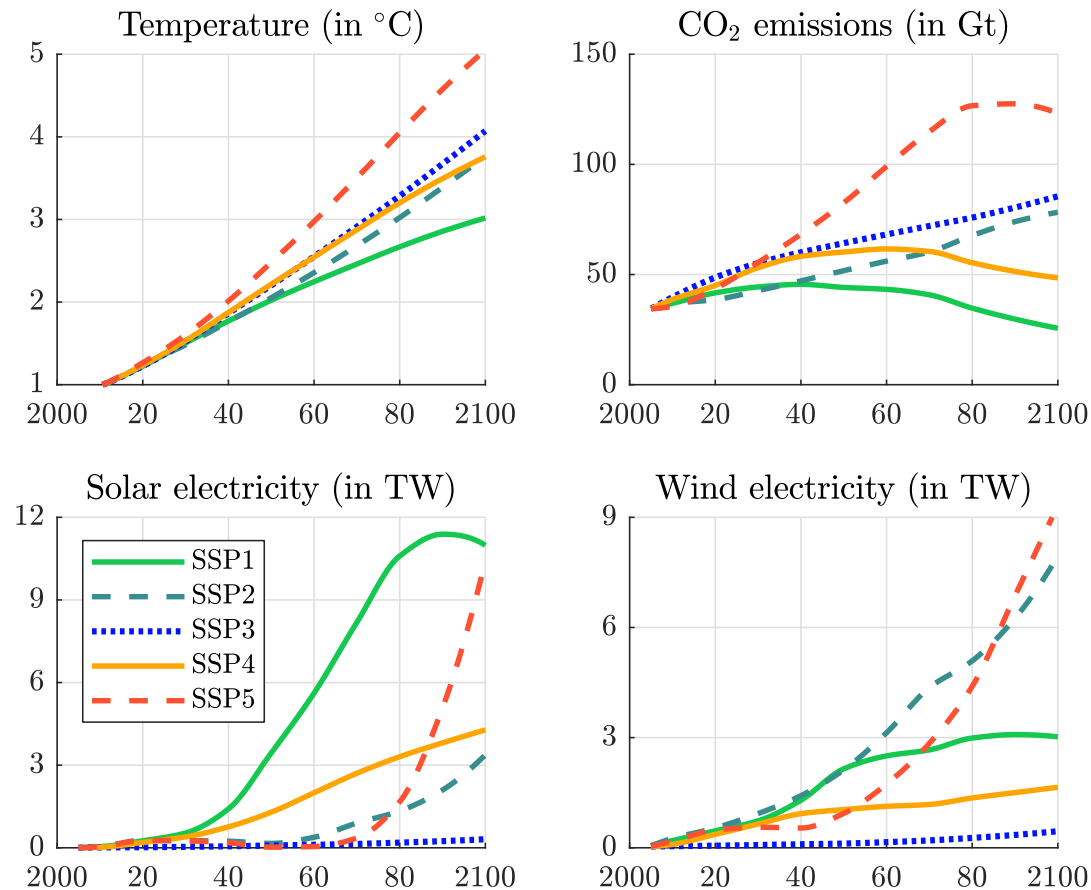 Temperature (in °C)
5
4
3
2
1
2000 20 40 60 80 2100
CO₂ emissions (in Gt)
150
100
50
0
2000 20 40 60 80 2100
Solar electricity (in TW)
12
9
6
3
0
SSP1
SSP2
SSP3
SSP4
SSP5
2000 20 40 60 80 2100
Wind electricity (in TW)
9
6
3
0
2000 20 40 60 80 2100